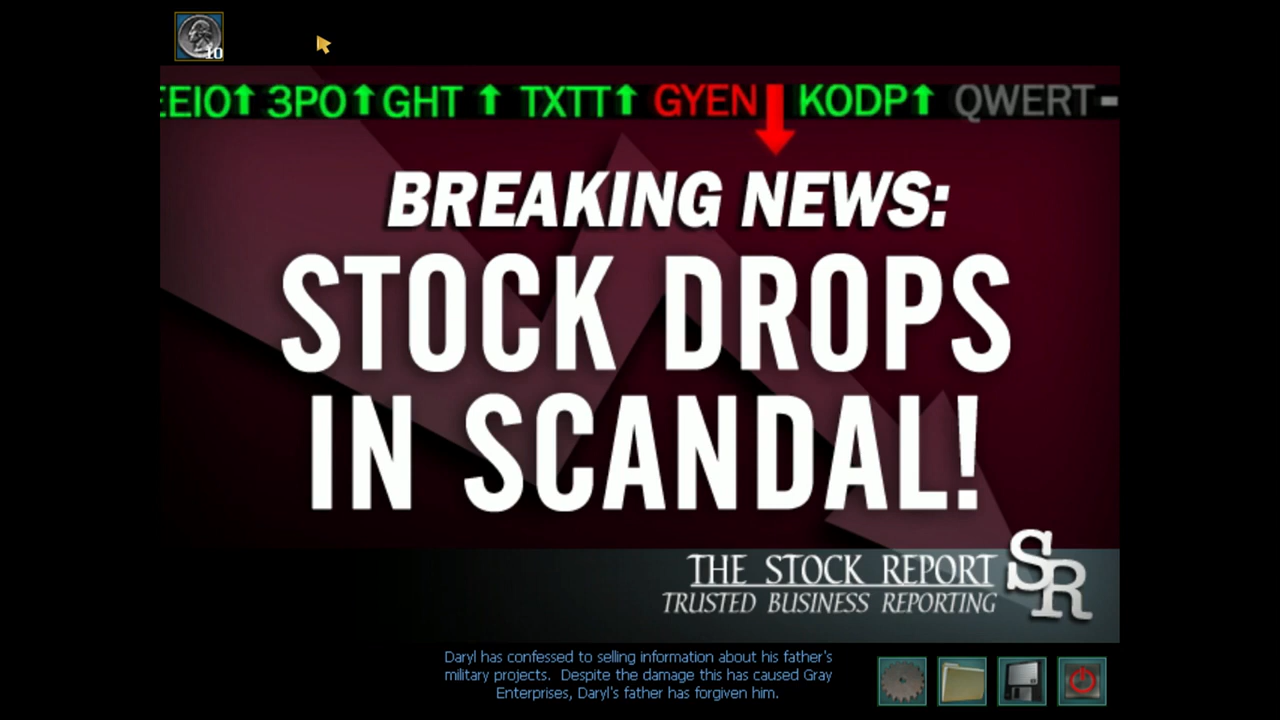 10
EEIO 3PO GHT TXTT GYEN KODP QWERT
BREAKING NEWS:
STOCK DROPS
IN SCANDAL!
THE STOCK REPORT
TRUSTED BUSINESS REPORTING
SR
Daryl has confessed to selling information about his father's
military projects. Despite the damage this has caused Gray
Enterprises, Daryl's father has forgiven him.